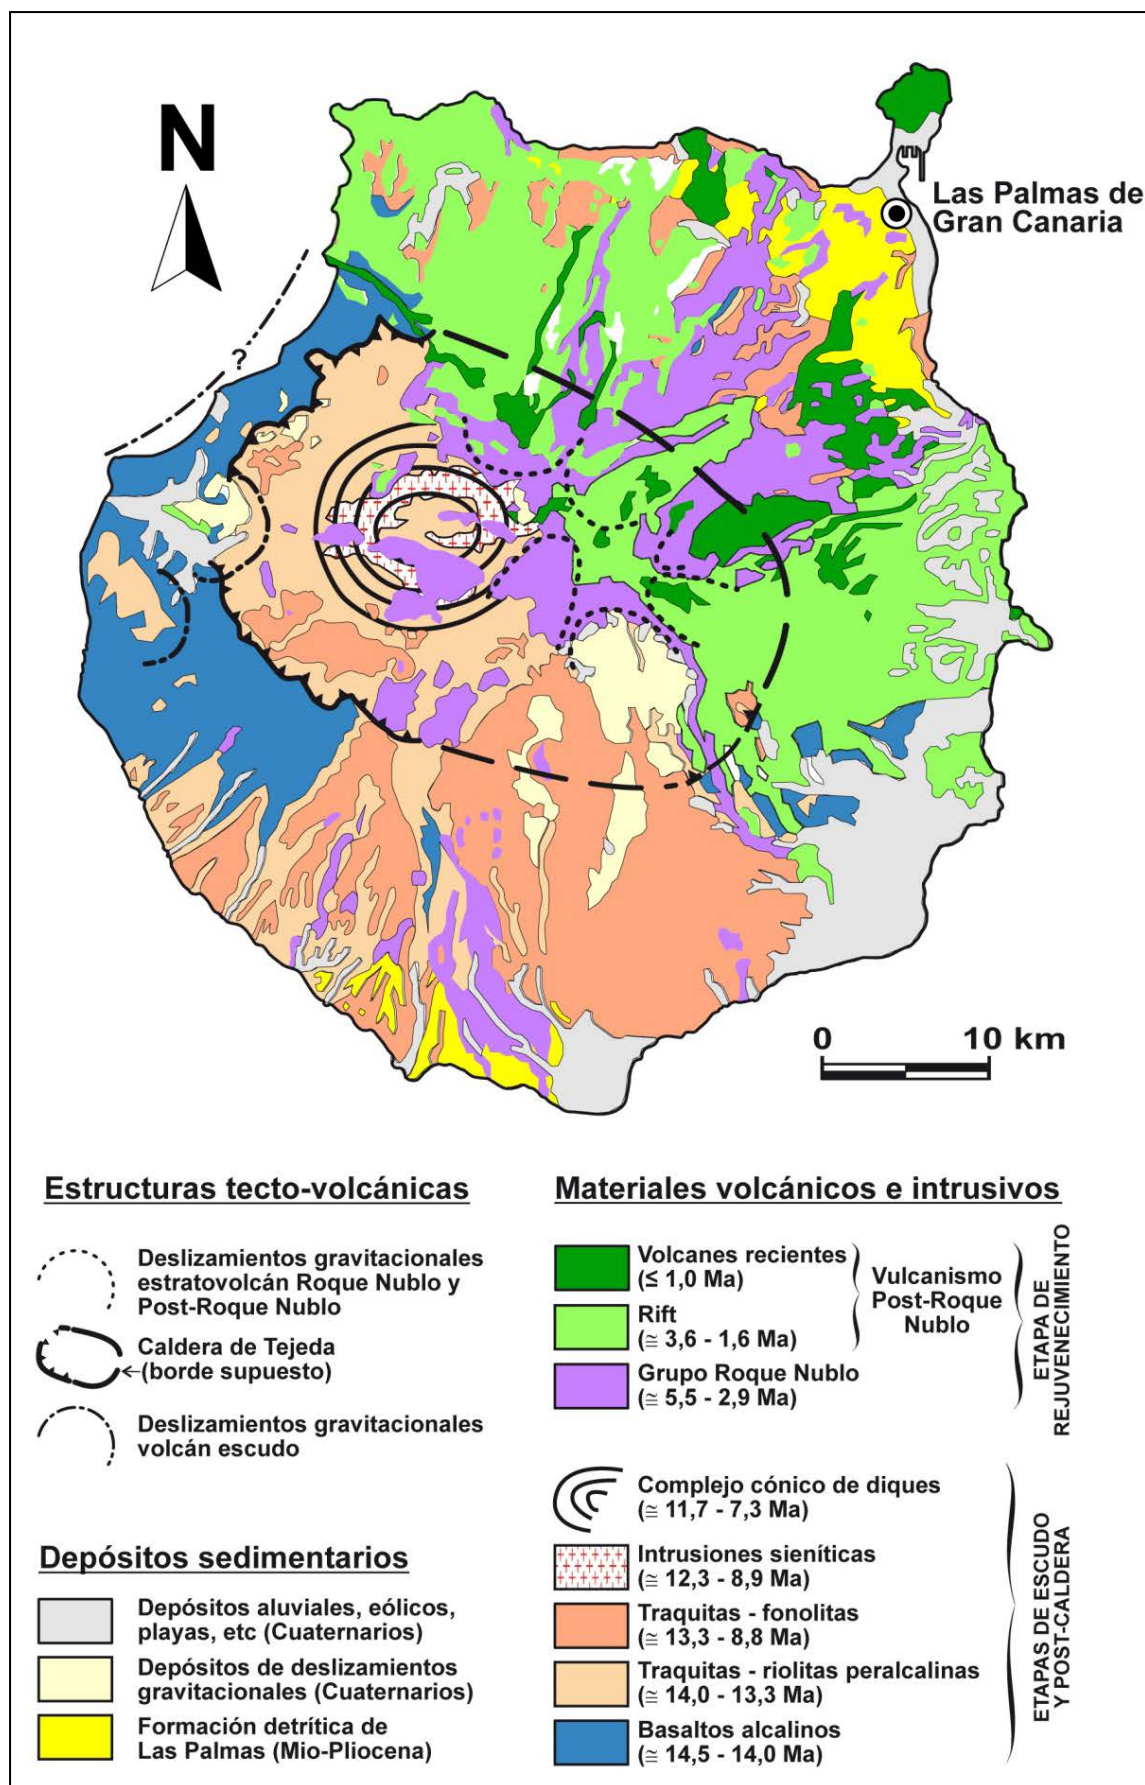 N
Las Palmas de
Gran Canaria
?
0 10 km
Estructuras tecto-volcánicas
Deslizamientos gravitacionales
estratovolcán Roque Nublo y
Post-Roque Nublo
Caldera de Tejeda
(borde supuesto)
Deslizamientos gravitacionales
volcán escudo
Depósitos sedimentarios
Depósitos aluviales, eólicos,
playas, etc (Cuaternarios)
Depósitos de deslizamientos
gravitacionales (Cuaternarios)
Formación detrítica de
Las Palmas (Mio-Pliocena)
Materiales volcánicos e intrusivos
Volcanes recientes
(≤ 1,0 Ma)
Rift
(≅ 3,6 - 1,6 Ma)
Vulcanismo
Post-Roque
Nublo
Grupo Roque Nublo
(≅ 5,5 - 2,9 Ma)
ETAPA DE
REJUVENECIMIENTO
Complejo cónico de diques
(≅ 11,7 - 7,3 Ma)
Intrusiones sieníticas
(≅ 12,3 - 8,9 Ma)
Traquitas - fonolitas
(≅ 13,3 - 8,8 Ma)
Traquitas - riolitas peralcalinas
(≅ 14,0 - 13,3 Ma)
Basaltos alcalinos
(≅ 14,5 - 14,0 Ma)
ETAPAS DE ESCUDO
Y POST-CALDERA